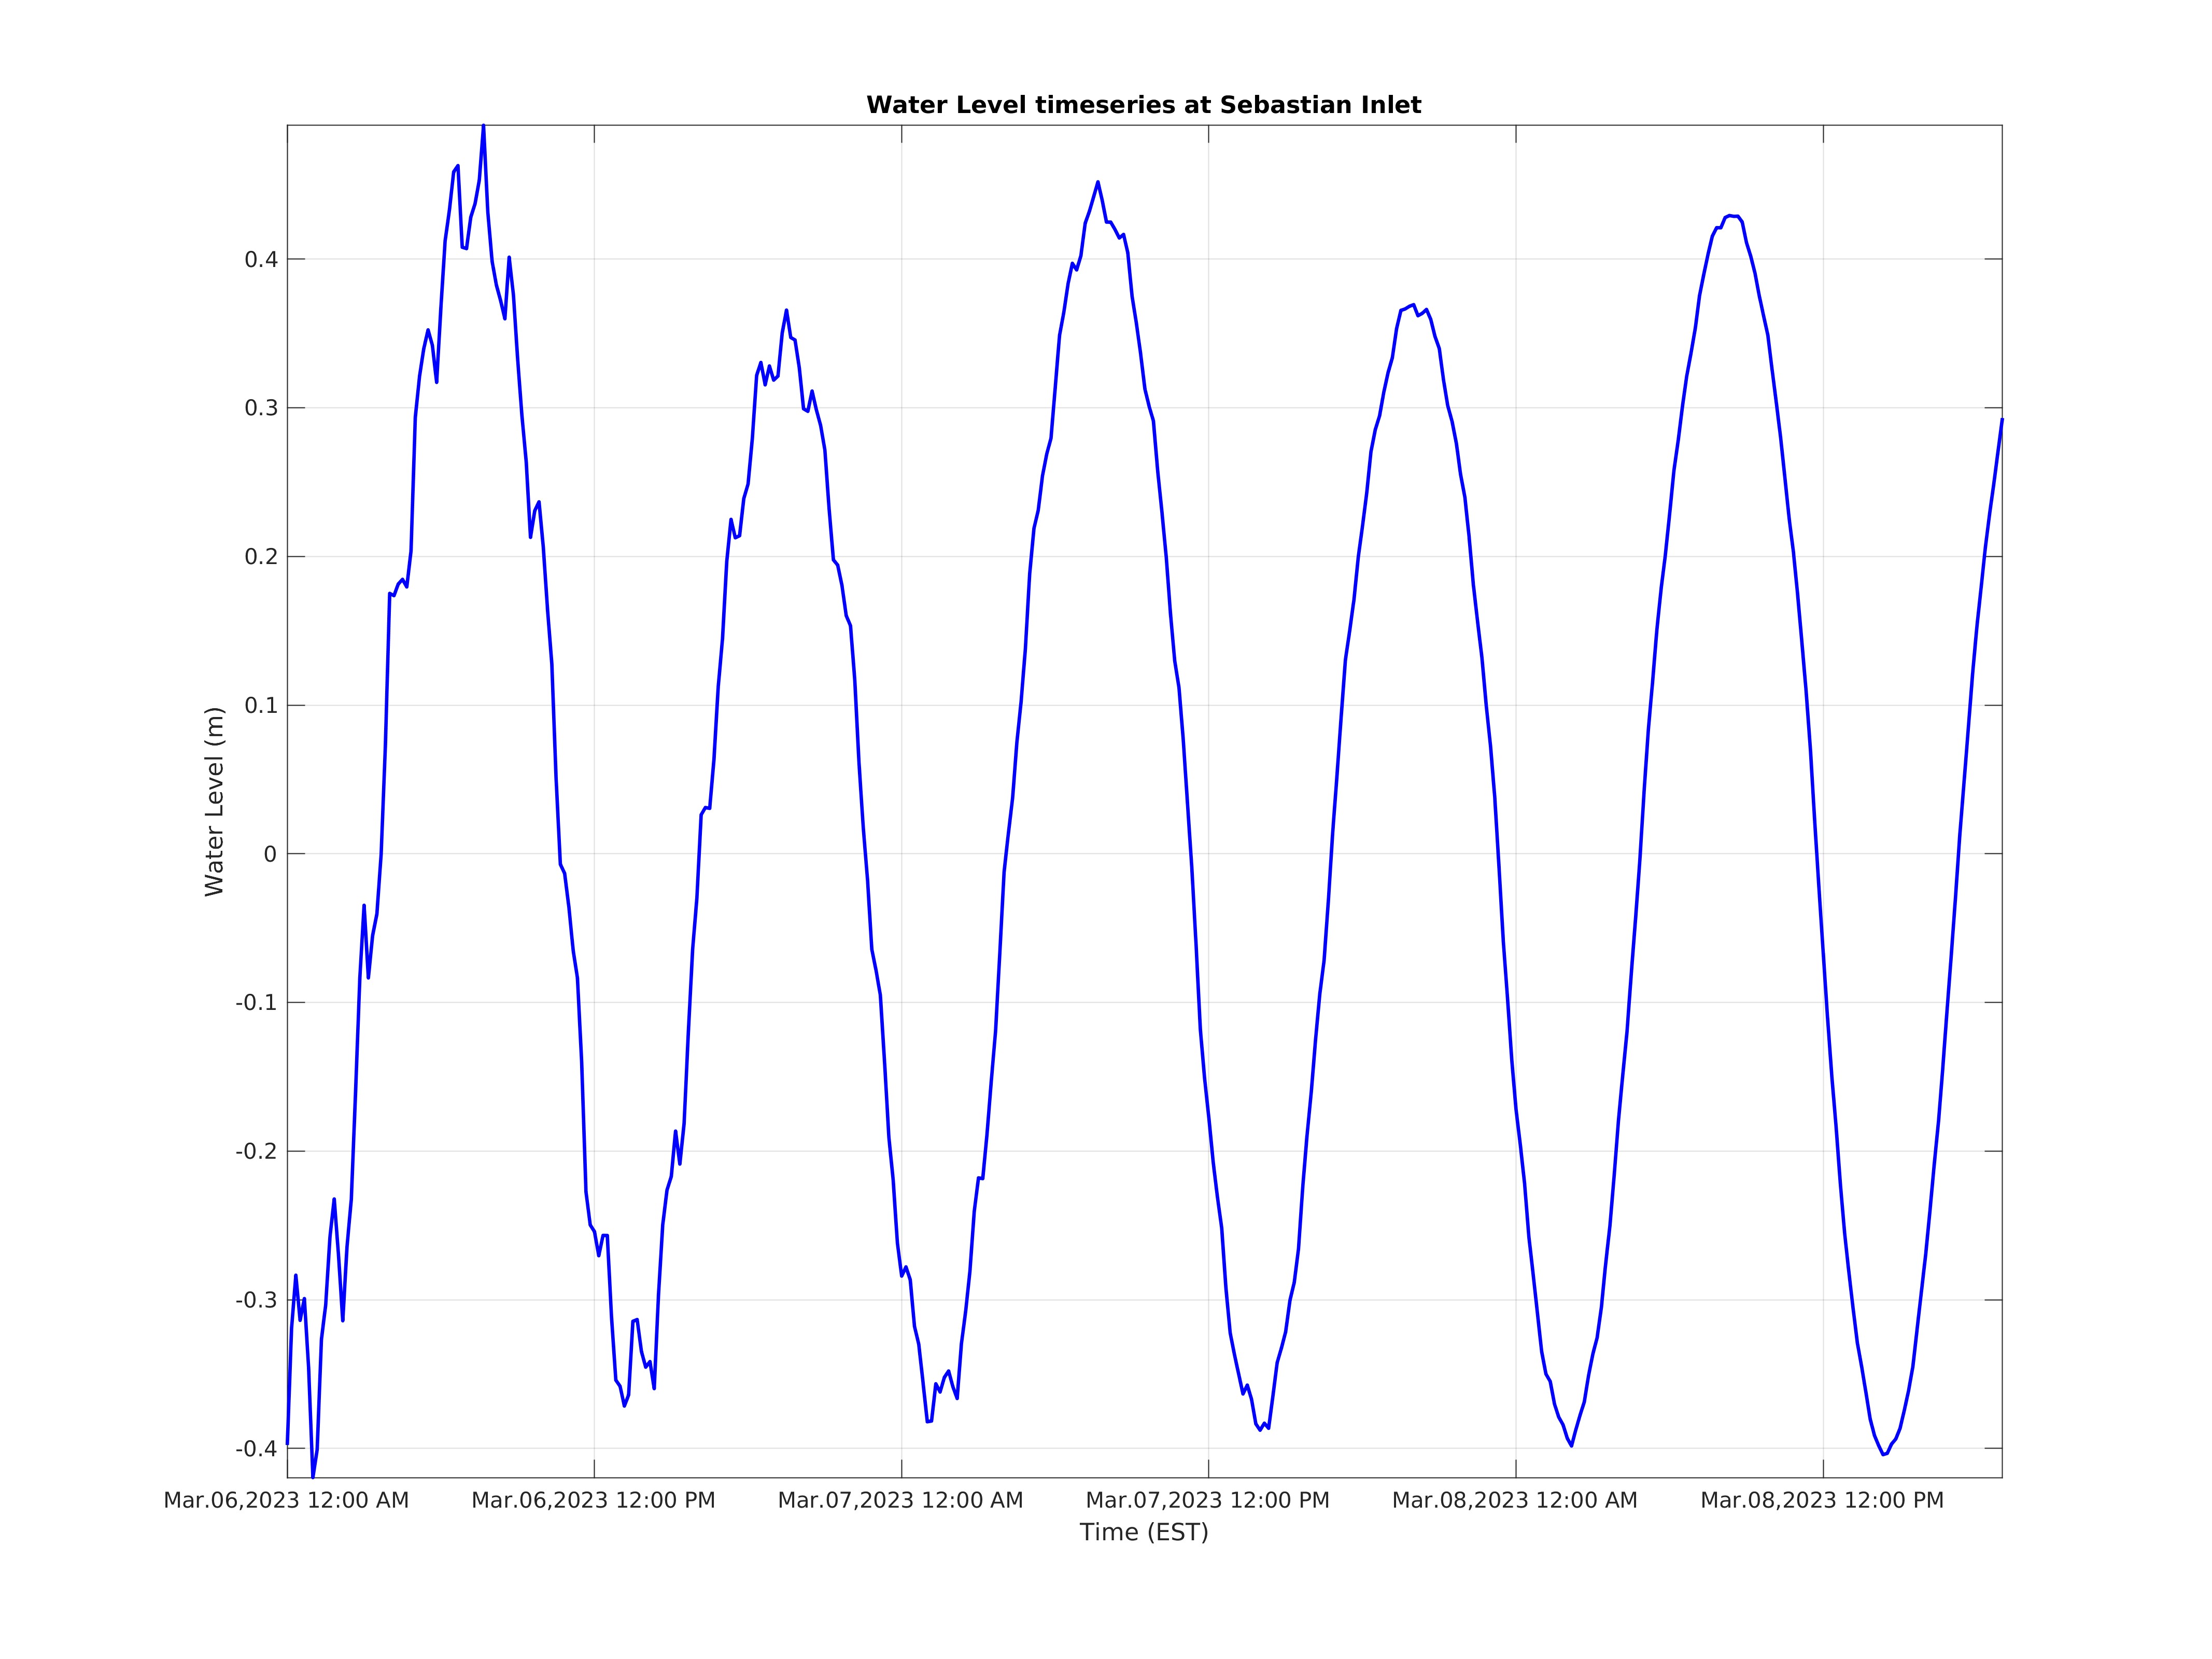 Water Level timeseries at Sebastian Inlet
Water Level (m)
0.4
0.3
0.2
0.1
0
-0.1
-0.2
-0.3
-0.4
Mar.06,2023 12:00 AM
Mar.06,2023 12:00 PM
Mar.07,2023 12:00 AM
Mar.07,2023 12:00 PM
Mar.08,2023 12:00 AM
Mar.08,2023 12:00 PM
Time (EST)